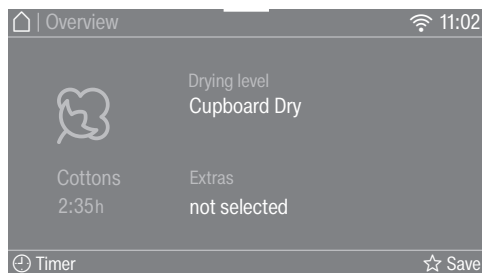 | Overview 11:02
Drying level
Cupboard Dry
Cottons
2:35h
Extras
not selected
Timer
Save